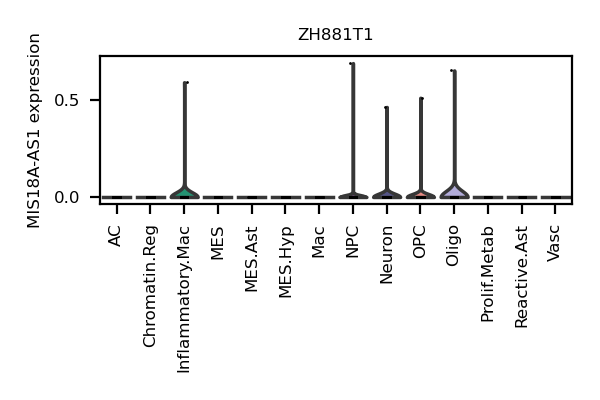 ZH881T1
MIS18A-AS1 expression
0.5
0.0
AC
Chromatin.Reg
Inflammatory.Mac
MES
MES.Ast
MES.Hyp
Mac
NPC
Neuron
OPC
Oligo
Prolif.Metab
Reactive.Ast
Vasc